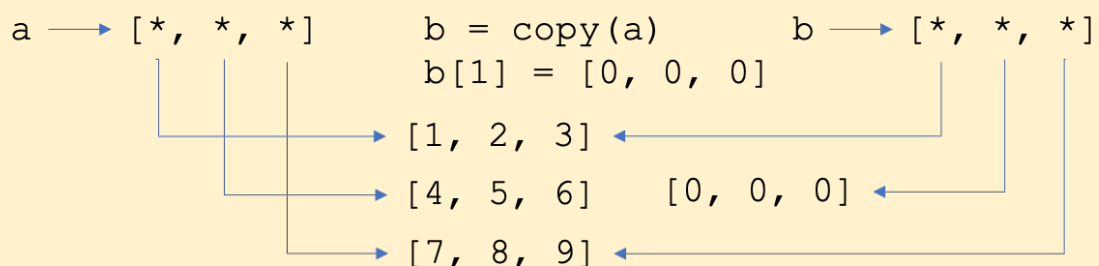 a [*, *, *] b = copy(a) b [*, *, *]
b[1] = [0, 0, 0]
[1, 2, 3]
[4, 5, 6] [0, 0, 0]
[7, 8, 9]